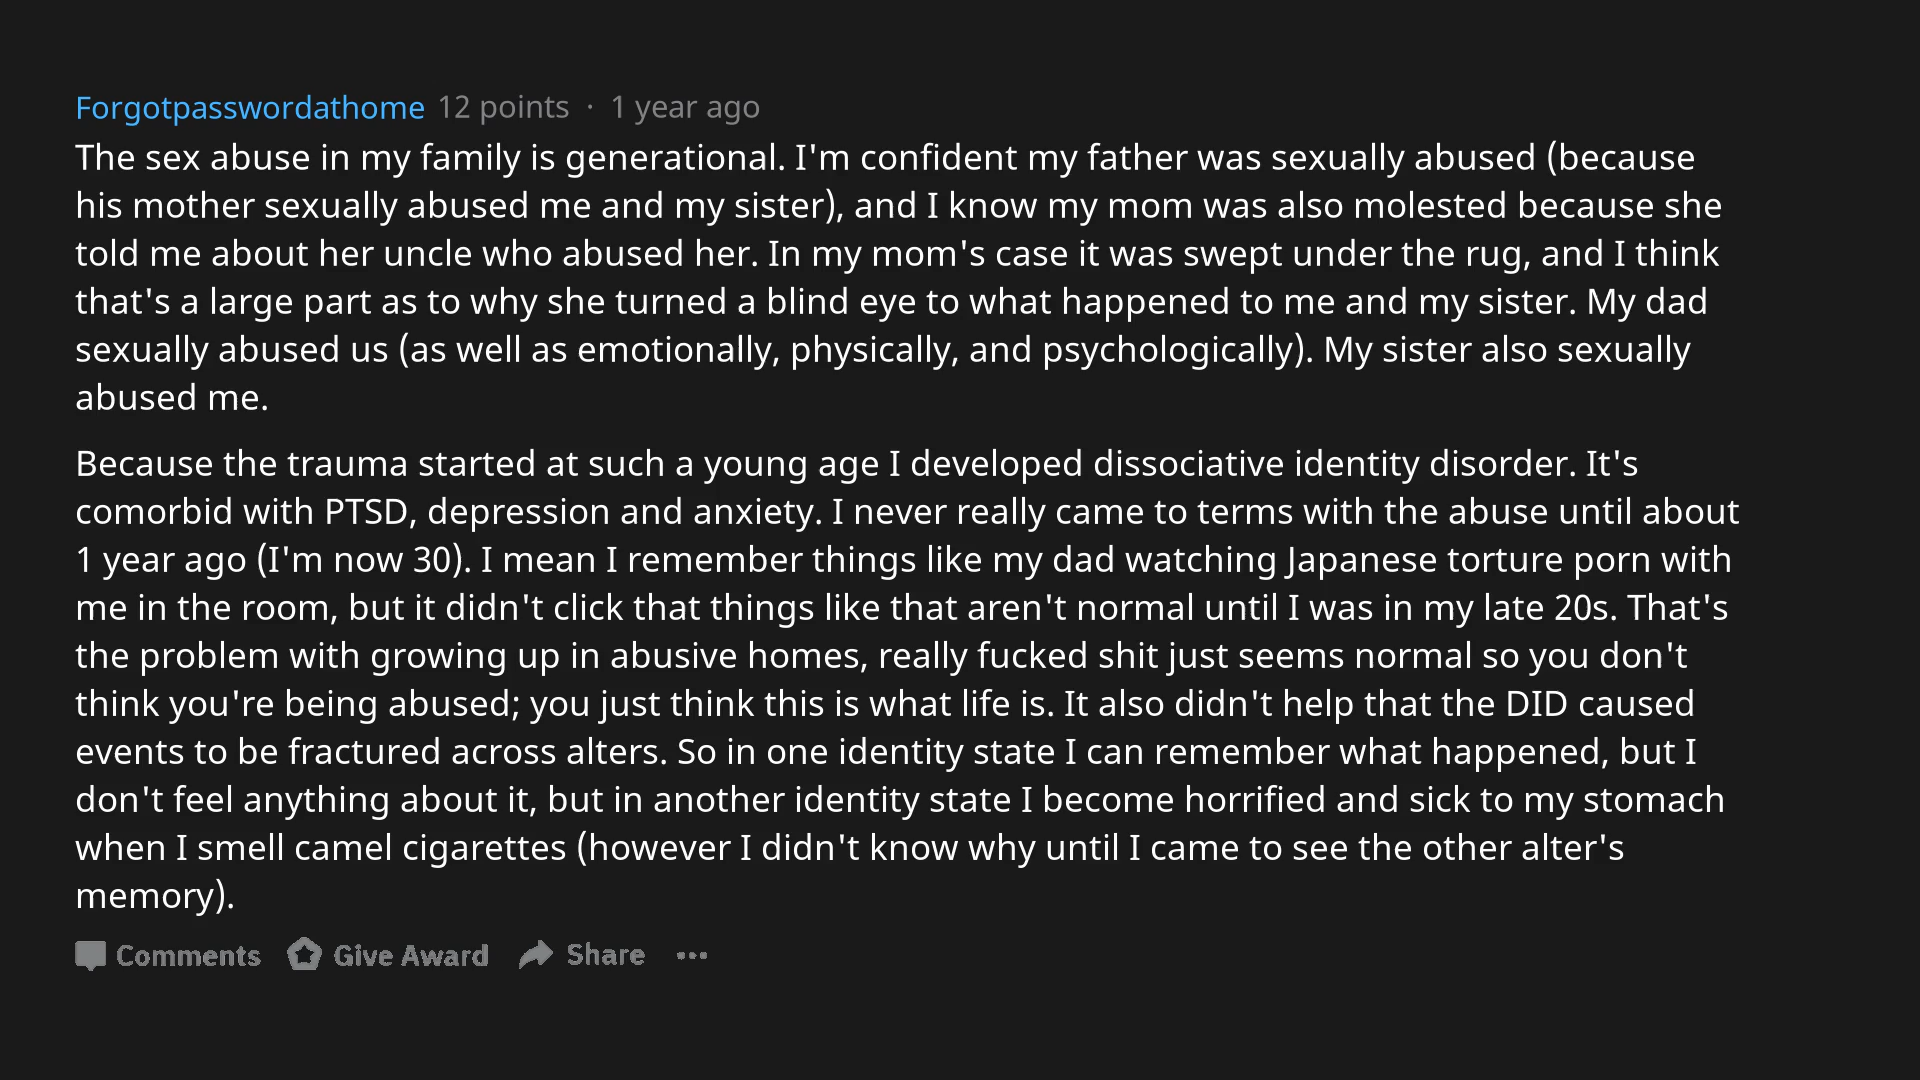 Forgotpasswordathome 12 points · 1 year ago
The sex abuse in my family is generational. I'm confident my father was sexually abused (because
his mother sexually abused me and my sister), and I know my mom was also molested because she
told me about her uncle who abused her. In my mom's case it was swept under the rug, and I think
that's a large part as to why she turned a blind eye to what happened to me and my sister. My dad
sexually abused us (as well as emotionally, physically, and psychologically). My sister also sexually
abused me.
Because the trauma started at such a young age I developed dissociative identity disorder. It's
comorbid with PTSD, depression and anxiety. I never really came to terms with the abuse until about
1 year ago (I'm now 30). I mean I remember things like my dad watching Japanese torture porn with
me in the room, but it didn't click that things like that aren't normal until I was in my late 20s. That's
the problem with growing up in abusive homes, really fucked shit just seems normal so you don't
think you're being abused; you just think this is what life is. It also didn't help that the DID caused
events to be fractured across alters. So in one identity state I can remember what happened, but I
don't feel anything about it, but in another identity state I become horrified and sick to my stomach
when I smell camel cigarettes (however I didn't know why until I came to see the other alter's
memory).
Comments Give Award Share ···